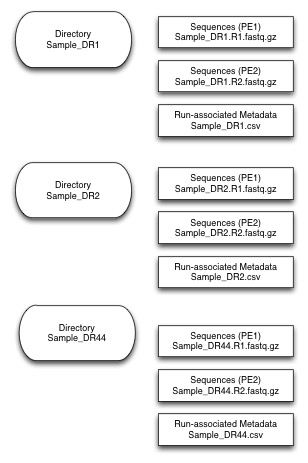 Directory
Sample_DR1
Sequences (PE1)
Sample_DR1.R1.fastq.gz
Sequences (PE2)
Sample_DR1.R2.fastq.gz
Run-associated Metadata
Sample_DR1.csv
Directory
Sample_DR2
Sequences (PE1)
Sample_DR2.R1.fastq.gz
Sequences (PE2)
Sample_DR2.R2.fastq.gz
Run-associated Metadata
Sample_DR2.csv
Directory
Sample_DR44
Sequences (PE1)
Sample_DR44.R1.fastq.gz
Sequences (PE2)
Sample_DR44.R2.fastq.gz
Run-associated Metadata
Sample_DR44.csv